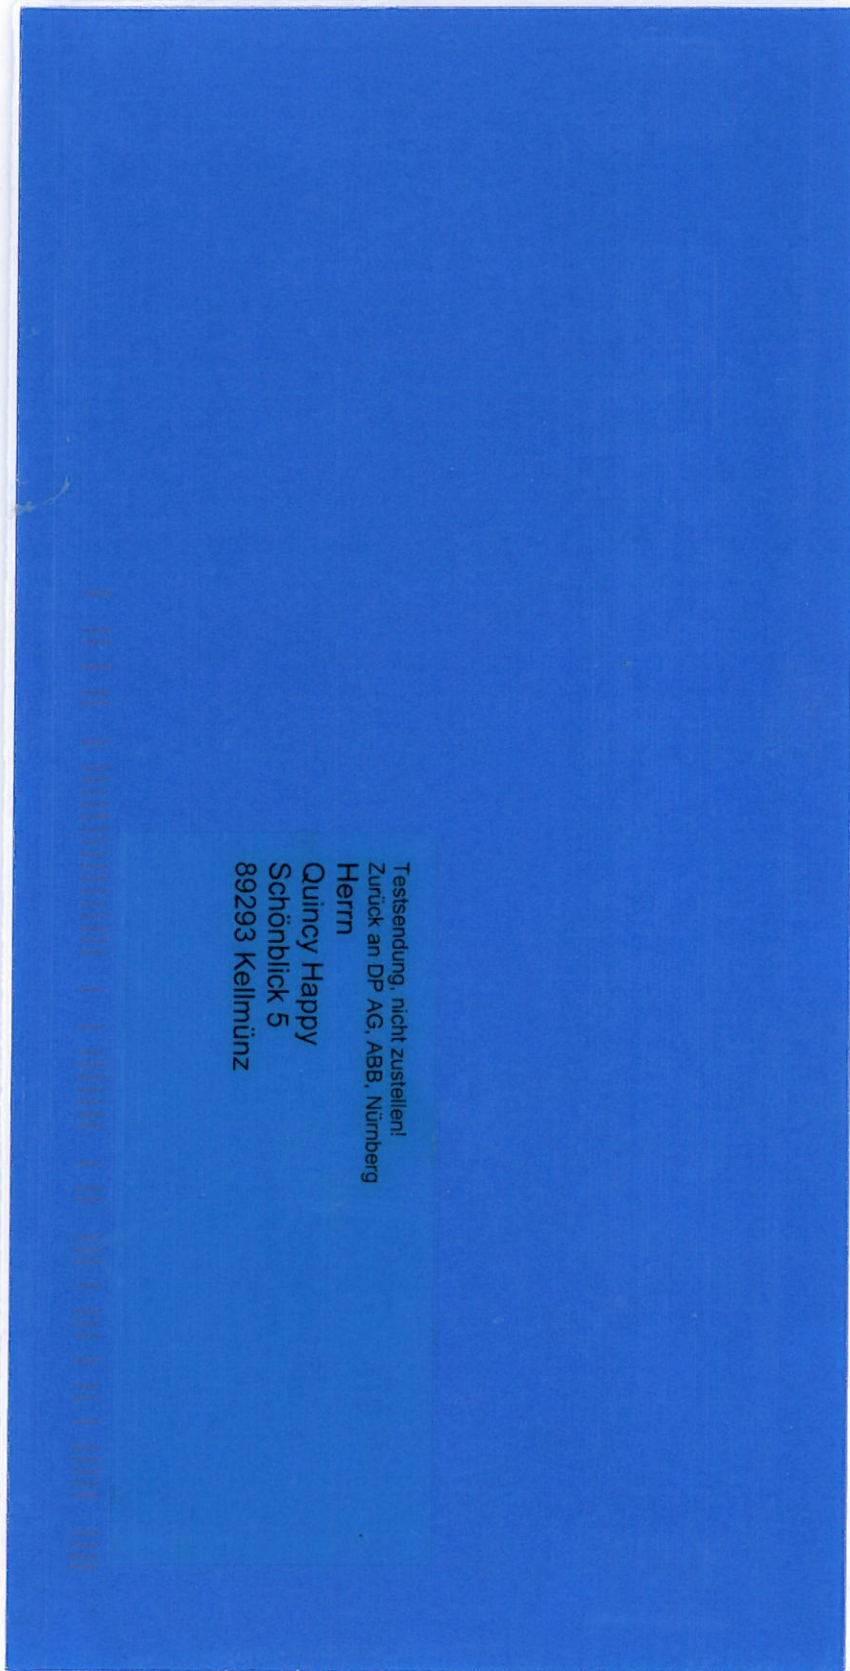 Testsendung, nicht zustellen!
Zurück an DP AG, ABB, Nürnberg
Herrn
Quincy Happy
Schönblick 5
89293 Kellmünz